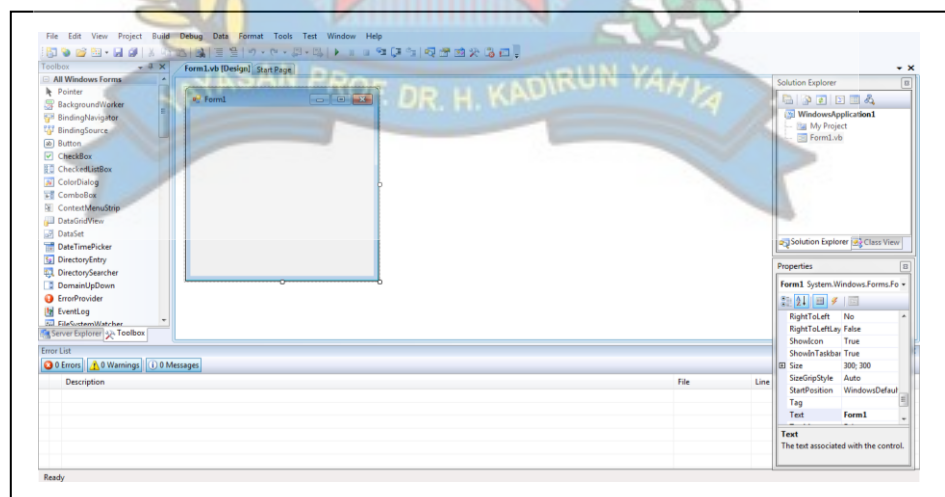 File Edit View Project Build Debug Data Format Tools Test Window Help
Toolbox
Form1.vb [Design] Start Page
All Windows Forms
Pointer
BackgroundWorker
BindingNavigator
BindingSource
Button
CheckBox
CheckedListBox
ColorDialog
ComboBox
ContextMenuStrip
DataGridView
DataSet
DateTimePicker
DirectoryEntry
DirectorySearcher
DomainUpDown
ErrorProvider
EventLog
FileSystemWatcher
Server Explorer Toolbox
Form1
YAYASAN PROF. DR. H. KADIRUN YAHYA
Solution Explorer
WindowsApplication1
My Project
Form1.vb
Solution Explorer Class View
Properties
Form1 System.Windows.Forms.Fo
RightToLeft No
RightToLeftLay False
ShowIcon True
ShowInTaskbar True
Size 300; 300
SizeGripStyle Auto
StartPosition WindowsDefaul
Tag
Text Form1
Text
The text associated with the control.
Error List
0 Errors 0 Warnings 0 Messages
Description File Line
Ready